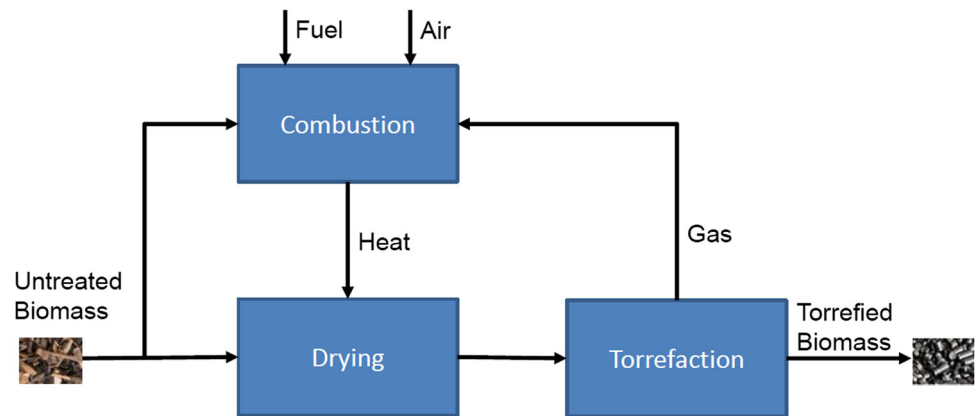 Fuel
Air
Combustion
Heat
Gas
Untreated
Biomass
Drying
Torrefaction
Torrefied
Biomass